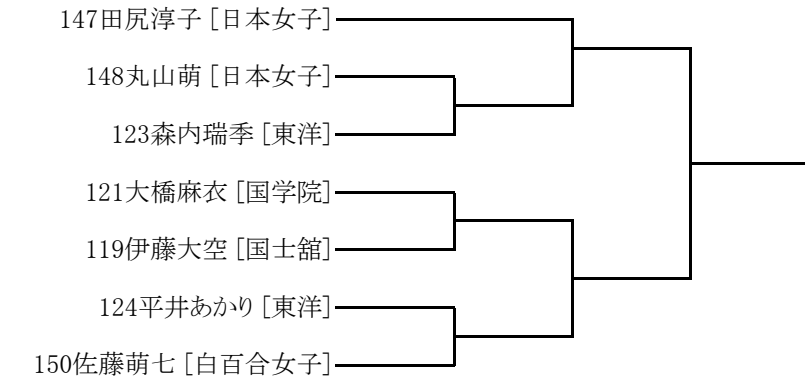 147田尻淳子 [日本女子]
148丸山萌 [日本女子]
123森内瑞季 [東洋]
121大橋麻衣 [国学院]
119伊藤大空 [国士舘]
124平井あかり [東洋]
150佐藤萌七 [白百合女子]